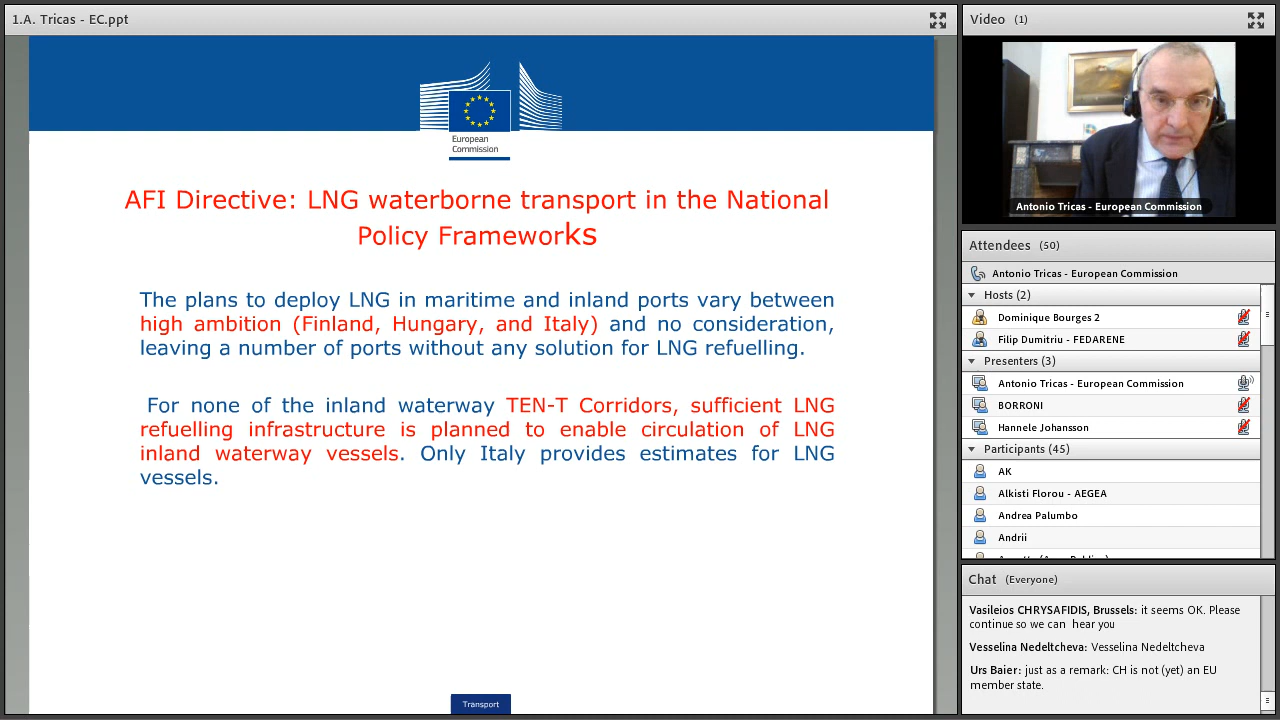 1.A. Tricas - EC.ppt
European
Commission
AFI Directive: LNG waterborne transport in the National
Policy Frameworks
The plans to deploy LNG in maritime and inland ports vary between
high ambition (Finland, Hungary, and Italy) and no consideration,
leaving a number of ports without any solution for LNG refuelling.
For none of the inland waterway TEN-T Corridors, sufficient LNG
refuelling infrastructure is planned to enable circulation of LNG
inland waterway vessels. Only Italy provides estimates for LNG
vessels.
Transport
Video (1)
Antonio Tricas - European Commission
Attendees (50)
Antonio Tricas - European Commission
Hosts (2)
Dominique Bourges 2
Filip Dumitriu - FEDARENE
Presenters (3)
Antonio Tricas - European Commission
BORRONI
Hannele Johansson
Participants (45)
AK
Alkisti Florou - AEGEA
Andrea Palumbo
Andrii
Chat (Everyone)
Vasileios CHRYSAFIDIS, Brussels: it seems OK. Please
continue so we can hear you
Vesselina Nedeltcheva: Vesselina Nedeltcheva
Urs Baier: just as a remark: CH is not (yet) an EU
member state.